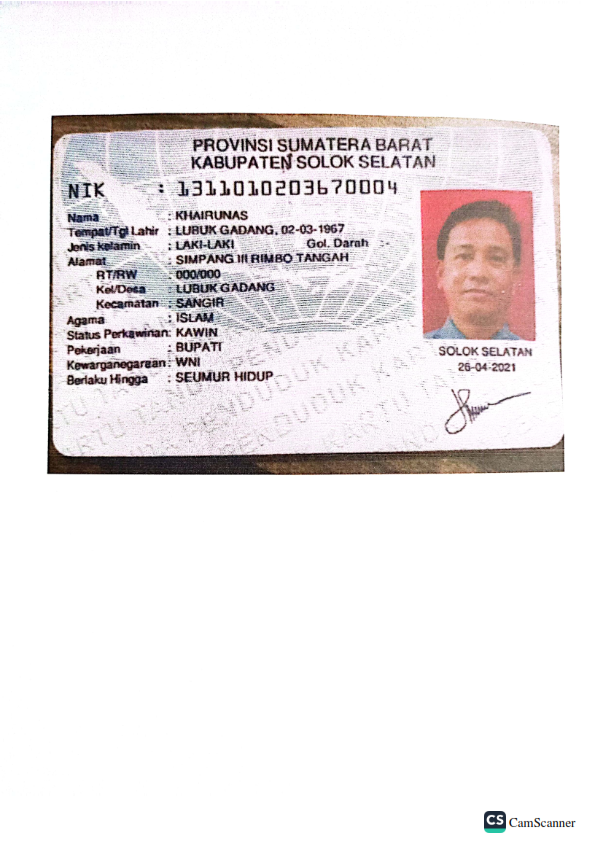 PROVINSI SUMATERA BARAT
KABUPATEN SOLOK SELATAN
NIK : 1311010203670004
Nama : KHAIRUNAS
Tempat/Tgl Lahir : LUBUK GADANG, 02-03-1967
Jenis kelamin : LAKI-LAKI Gol. Darah :-
Alamat : SIMPANG III RIMBO TANGAH
RT/RW : 000/000
Kel/Desa : LUBUK GADANG
Kecamatan : SANGIR
Agama : ISLAM
Status Perkawinan: KAWIN
Pekerjaan : BUPATI
Kewarganegaraan: WNI
Berlaku Hingga : SEUMUR HIDUP
SOLOK SELATAN
26-04-2021
CS CamScanner